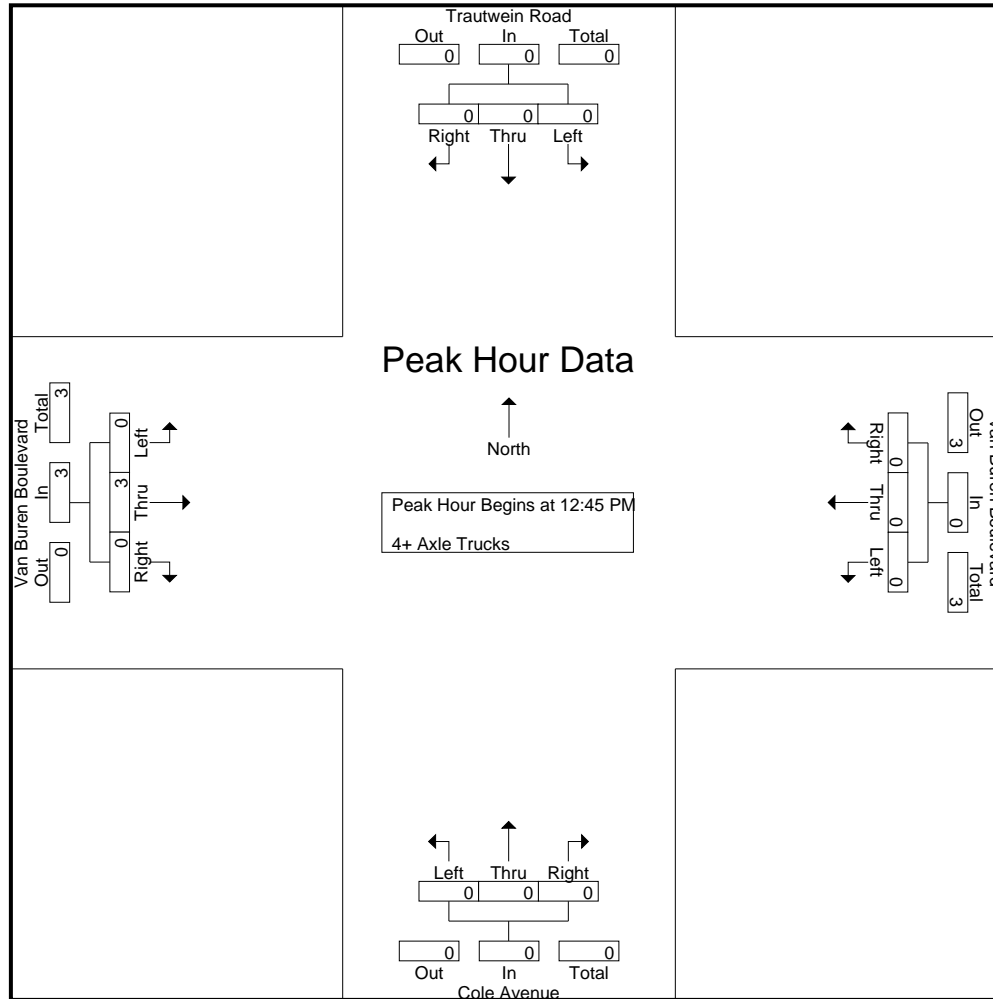 Trautwein Road
Out In Total
0 0 0
0 0 0
Right Thru Left
Peak Hour Data
North
Peak Hour Begins at 12:45 PM
4+ Axle Trucks
Van Buren Boulevard
Total In Out
3 3 0
0 3 0
Left Thru Right
Right Thru Left
0 0 0
3 0 3
Out In Total
Van Buren Boulevard
Left Thru Right
0 0 0
0 0 0
Out In Total
Cole Avenue